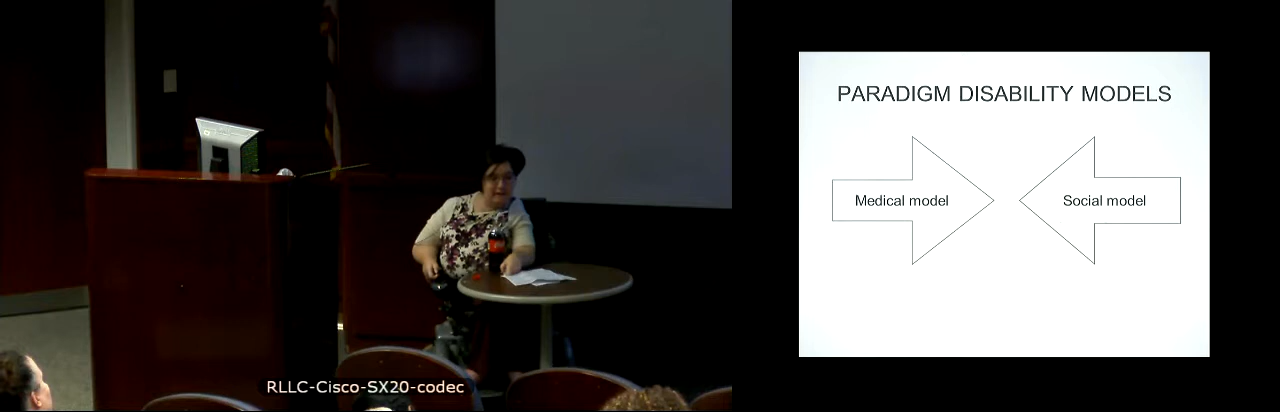 PARADIGM DISABILITY MODELS
Medical model
Social model
RLLC-Cisco-SX20-codec